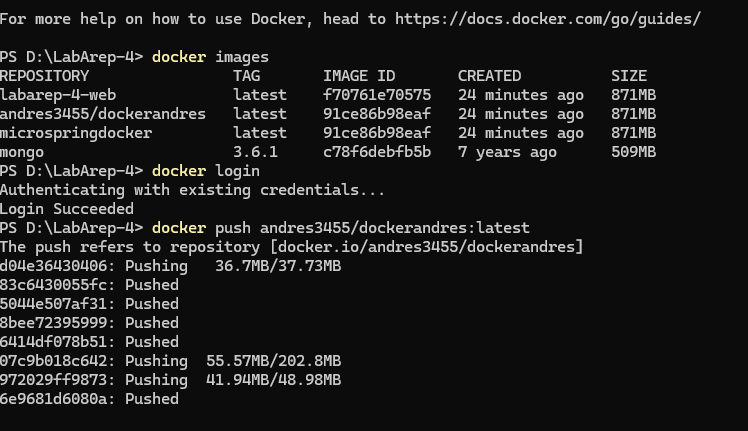 For more help on how to use Docker, head to https://docs.docker.com/go/guides/
PS D:\LabArep-4> docker images
REPOSITORY TAG IMAGE ID CREATED SIZE
labarep-4-web latest f70761e70575 24 minutes ago 871MB
andres3455/dockerandres latest 91ce86b98eaf 24 minutes ago 871MB
microspringdocker latest 91ce86b98eaf 24 minutes ago 871MB
mongo 3.6.1 c78f6debfb5b 7 years ago 509MB
PS D:\LabArep-4> docker login
Authenticating with existing credentials...
Login Succeeded
PS D:\LabArep-4> docker push andres3455/dockerandres:latest
The push refers to repository [docker.io/andres3455/dockerandres]
d04e36430406: Pushing 36.7MB/37.73MB
83c6430055fc: Pushed
5044e507af31: Pushed
8bee72395999: Pushed
6414df078b51: Pushed
07c9b018c642: Pushing 55.57MB/202.8MB
972029ff9873: Pushing 41.94MB/48.98MB
6e9681d6080a: Pushed